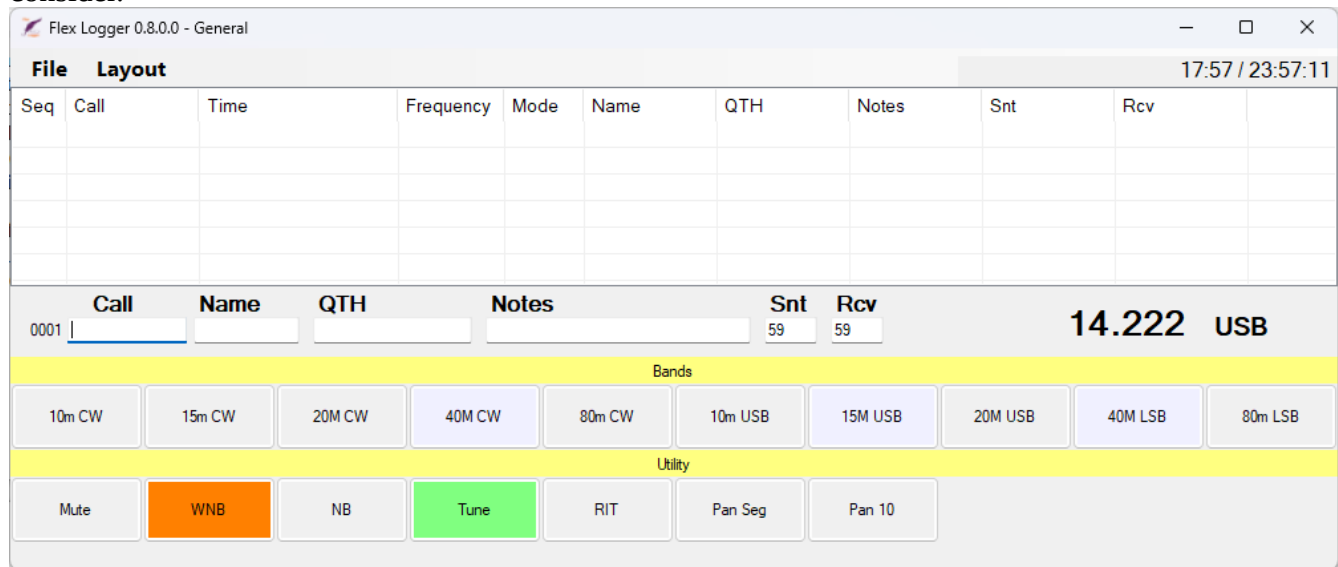 Flex Logger 0.8.0.0 - General
File Layout 17:57 / 23:57:11
Seq Call Time Frequency Mode Name QTH Notes Snt Rcv
Call Name QTH Notes Snt Rcv
0001 59 59 14.222 USB
Bands
10m CW 15m CW 20M CW 40M CW 80m CW 10m USB 15M USB 20M USB 40M LSB 80m LSB
Utility
Mute WNB NB Tune RIT Pan Seg Pan 10